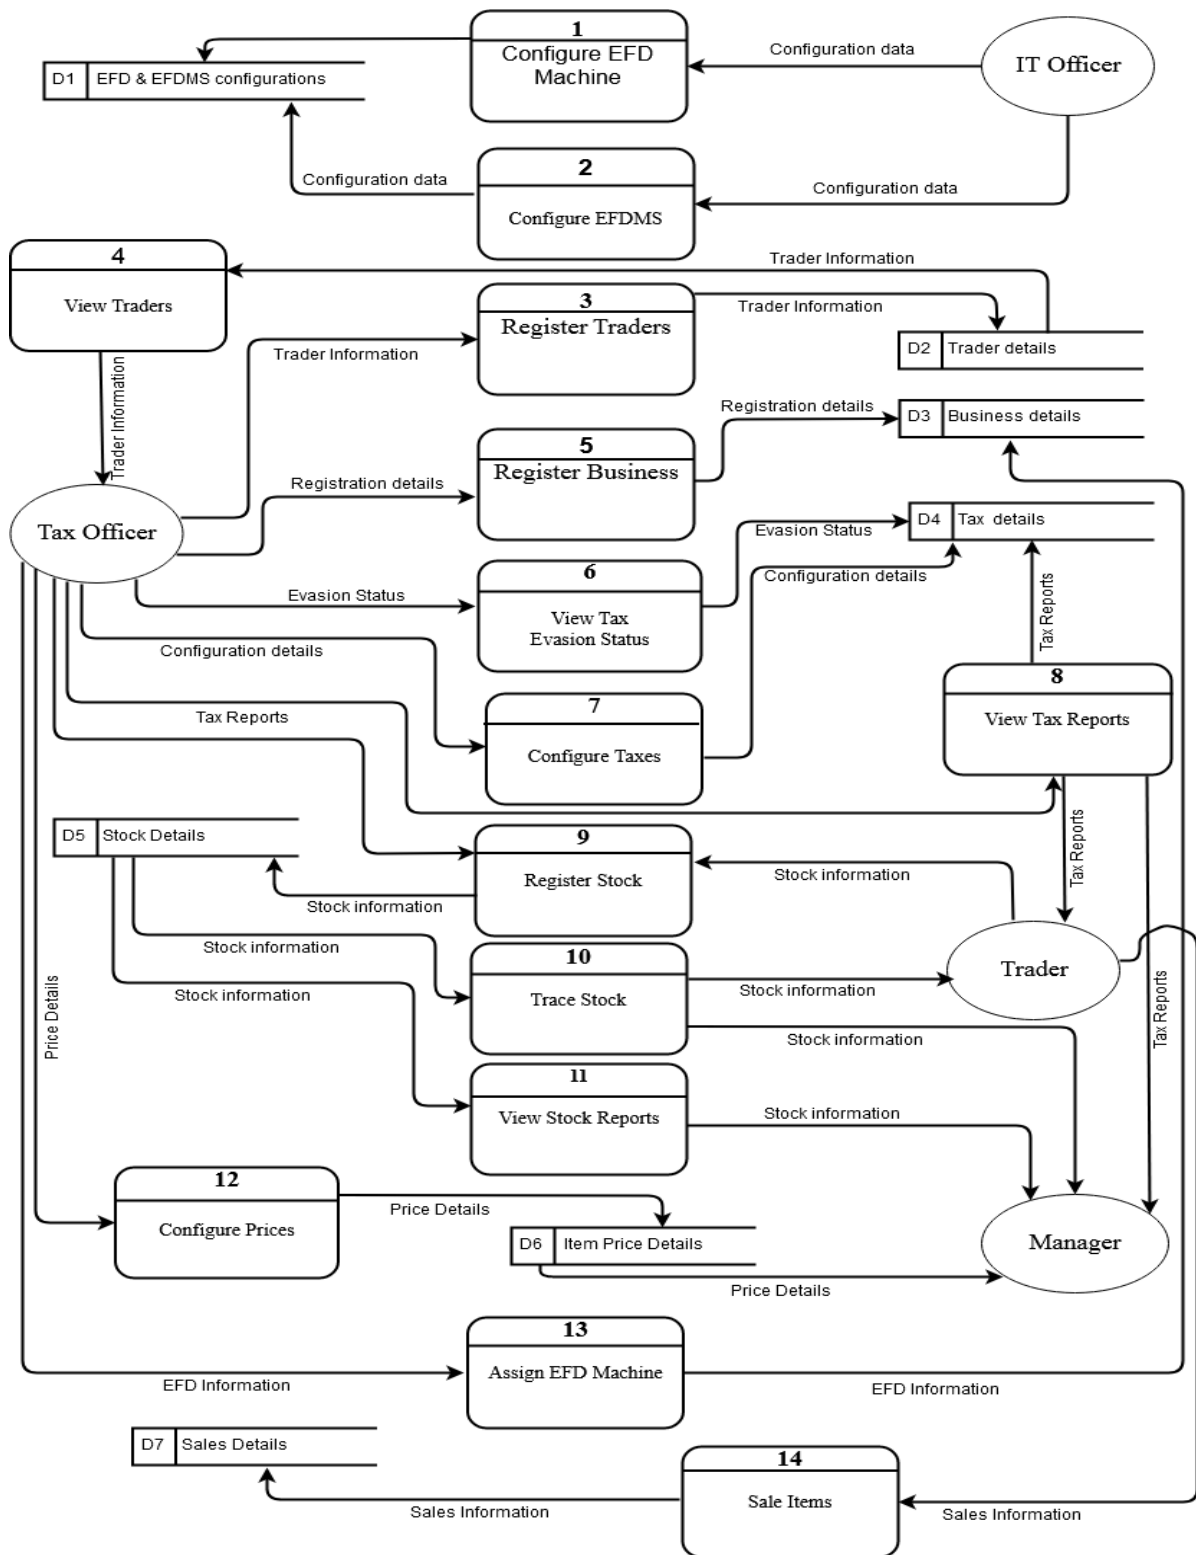 1
Configure EFD
Machine
Configuration data
IT Officer
D1 EFD & EFDMS configurations
2
Configure EFDMS
Configuration data
Configuration data
4
View Traders
Trader Information
3
Register Traders
Trader Information
Trader Information
D2 Trader details
Trader Information
Registration details
D3 Business details
5
Register Business
Registration details
Tax Officer
D4 Tax details
Evasion Status
6
View Tax
Evasion Status
Evasion Status
Configuration details
Tax Reports
Configuration details
8
View Tax Reports
7
Configure Taxes
Tax Reports
D5 Stock Details
9
Register Stock
Stock information
Stock information
Tax Reports
10
Trace Stock
Stock information
Stock information
Trader
Stock information
Stock information
Tax Reports
Price Details
11
View Stock Reports
Stock information
12
Configure Prices
Price Details
D6 Item Price Details
Price Details
Manager
13
Assign EFD Machine
EFD Information
EFD Information
D7 Sales Details
14
Sale Items
Sales Information
Sales Information